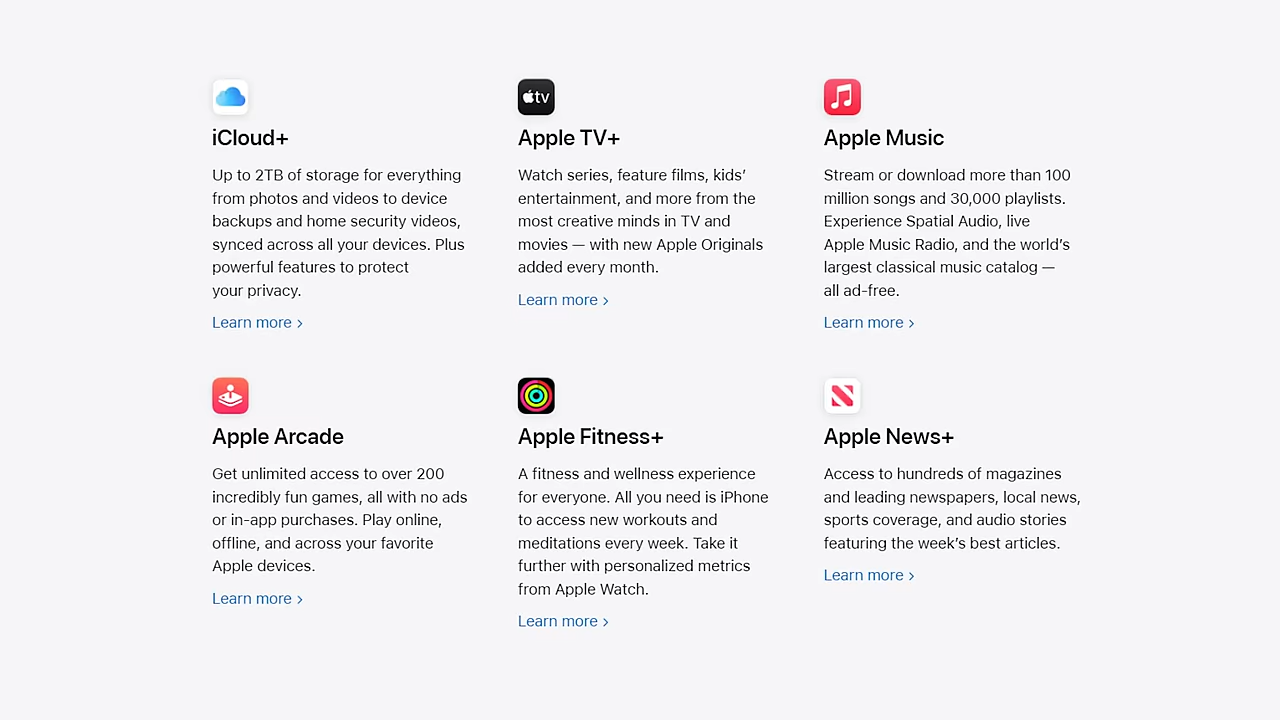 tv
iCloud+
Up to 2TB of storage for everything
from photos and videos to device
backups and home security videos,
synced across all your devices. Plus
powerful features to protect
your privacy.
Learn more >
Apple TV+
Watch series, feature films, kids’
entertainment, and more from the
most creative minds in TV and
movies — with new Apple Originals
added every month.
Learn more >
Apple Music
Stream or download more than 100
million songs and 30,000 playlists.
Experience Spatial Audio, live
Apple Music Radio, and the world’s
largest classical music catalog —
all ad-free.
Learn more >
Apple Arcade
Get unlimited access to over 200
incredibly fun games, all with no ads
or in-app purchases. Play online,
offline, and across your favorite
Apple devices.
Learn more >
Apple Fitness+
A fitness and wellness experience
for everyone. All you need is iPhone
to access new workouts and
meditations every week. Take it
further with personalized metrics
from Apple Watch.
Learn more >
Apple News+
Access to hundreds of magazines
and leading newspapers, local news,
sports coverage, and audio stories
featuring the week’s best articles.
Learn more >